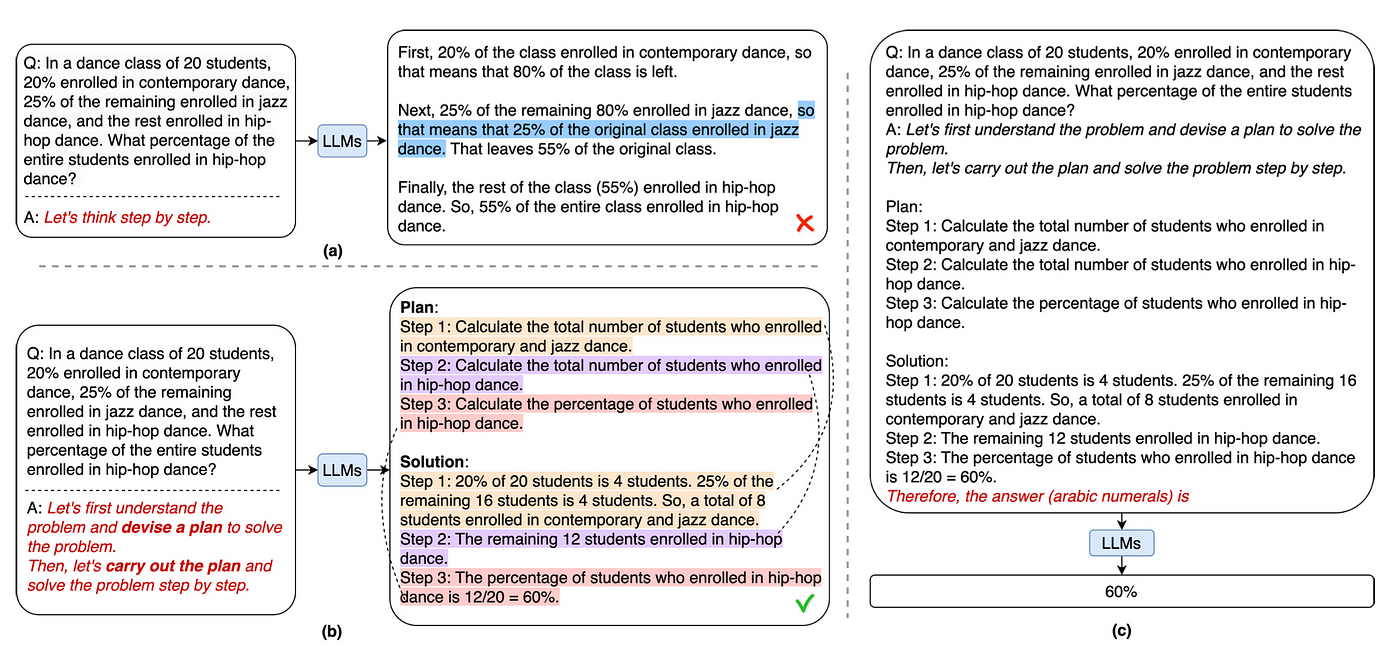 Q: In a dance class of 20 students,
20% enrolled in contemporary dance,
25% of the remaining enrolled in jazz
dance, and the rest enrolled in hip-
hop dance. What percentage of the
entire students enrolled in hip-hop
dance?
A: Let's think step by step.
LLMs
First, 20% of the class enrolled in contemporary dance, so
that means that 80% of the class is left.
Next, 25% of the remaining 80% enrolled in jazz dance, so
that means that 25% of the original class enrolled in jazz
dance. That leaves 55% of the original class.
Finally, the rest of the class (55%) enrolled in hip-hop
dance. So, 55% of the entire class enrolled in hip-hop
dance.
(a)
Q: In a dance class of 20 students,
20% enrolled in contemporary
dance, 25% of the remaining
enrolled in jazz dance, and the rest
enrolled in hip-hop dance. What
percentage of the entire students
enrolled in hip-hop dance?
A: Let's first understand the
problem and devise a plan to solve
the problem.
Then, let's carry out the plan and
solve the problem step by step.
LLMs
Plan:
Step 1: Calculate the total number of students who enrolled
in contemporary and jazz dance.
Step 2: Calculate the total number of students who enrolled
in hip-hop dance.
Step 3: Calculate the percentage of students who enrolled
in hip-hop dance.
Solution:
Step 1: 20% of 20 students is 4 students. 25% of the
remaining 16 students is 4 students. So, a total of 8
students enrolled in contemporary and jazz dance.
Step 2: The remaining 12 students enrolled in hip-hop
dance.
Step 3: The percentage of students who enrolled in hip-hop
dance is 12/20 = 60%.
(b)
Q: In a dance class of 20 students, 20% enrolled in contemporary
dance, 25% of the remaining enrolled in jazz dance, and the rest
enrolled in hip-hop dance. What percentage of the entire students
enrolled in hip-hop dance?
A: Let's first understand the problem and devise a plan to solve the
problem.
Then, let's carry out the plan and solve the problem step by step.
Plan:
Step 1: Calculate the total number of students who enrolled in
contemporary and jazz dance.
Step 2: Calculate the total number of students who enrolled in hip-
hop dance.
Step 3: Calculate the percentage of students who enrolled in hip-
hop dance.
Solution:
Step 1: 20% of 20 students is 4 students. 25% of the remaining 16
students is 4 students. So, a total of 8 students enrolled in
contemporary and jazz dance.
Step 2: The remaining 12 students enrolled in hip-hop dance.
Step 3: The percentage of students who enrolled in hip-hop dance
is 12/20 = 60%.
Therefore, the answer (arabic numerals) is
LLMs
60%
(c)